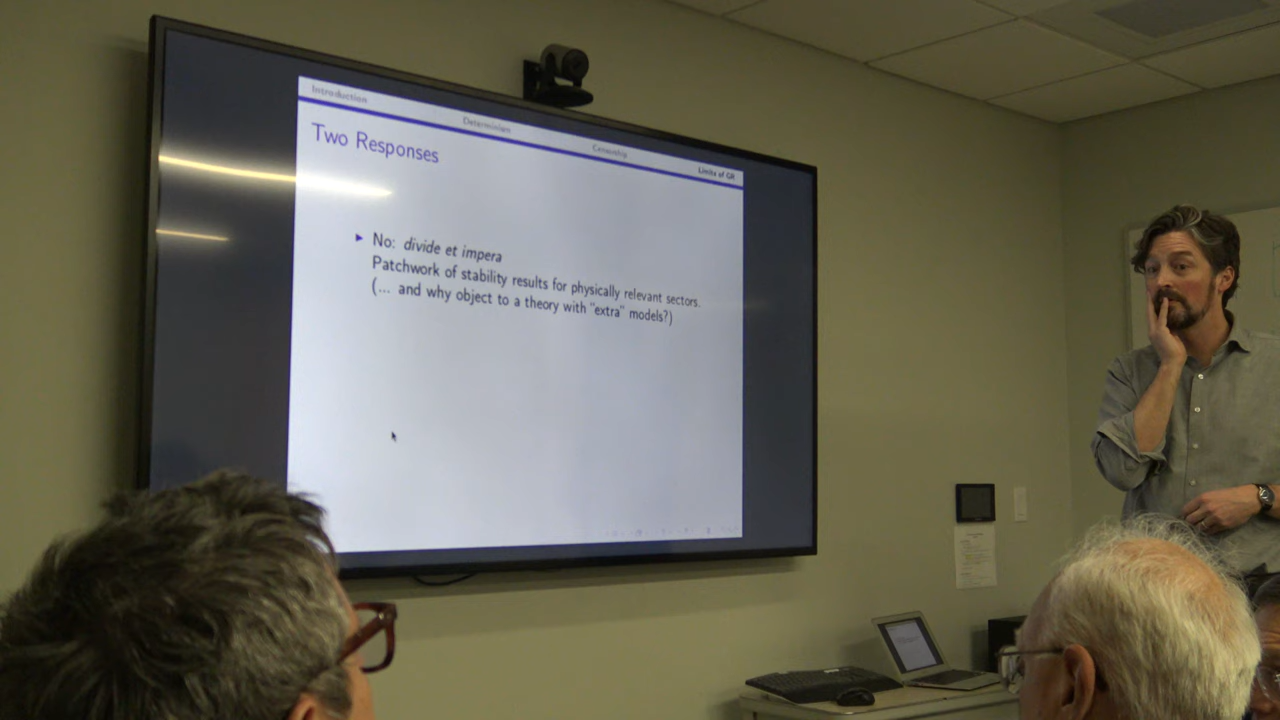 Introduction
Determinism
Censorship
Limits of GR
Two Responses
► No: divide et impera
Patchwork of stability results for physically relevant sectors.
(... and why object to a theory with "extra" models?)